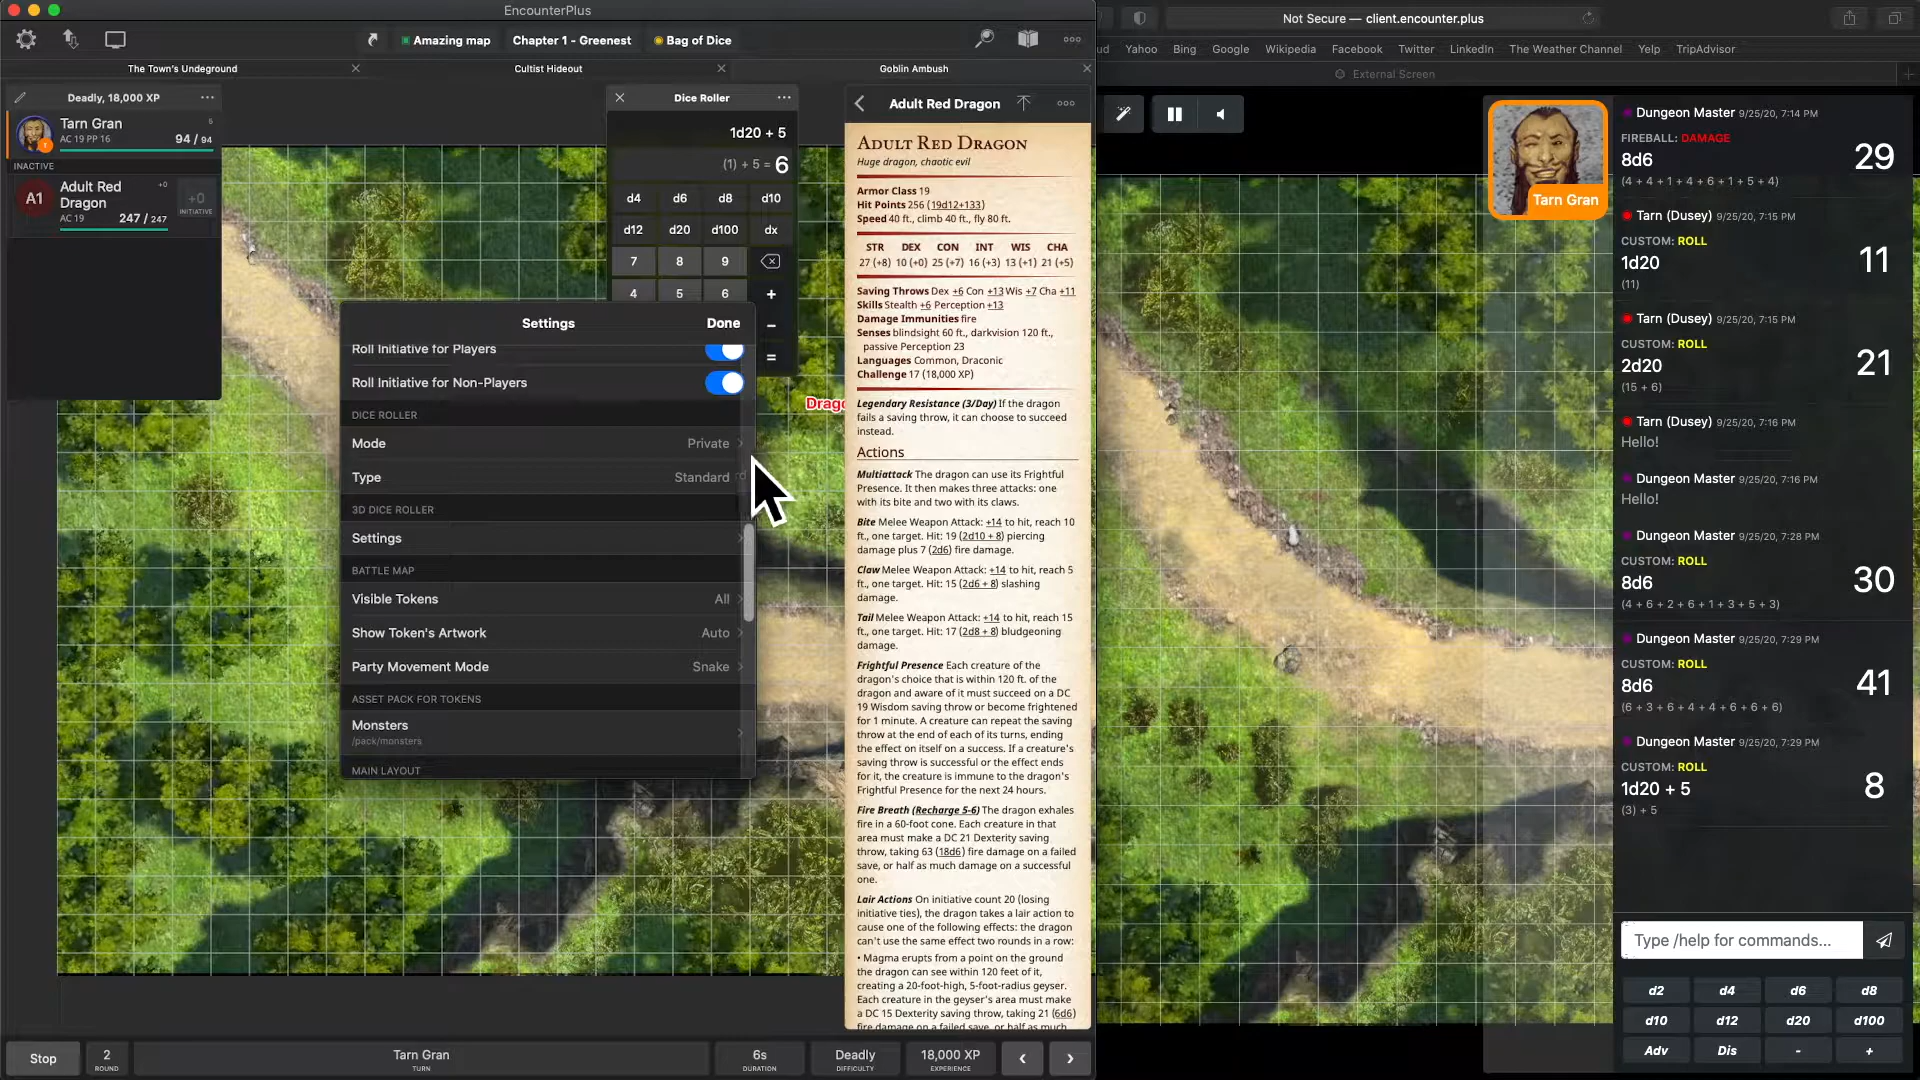 EncounterPlus
Amazing map
Chapter 1 - Greenest
Bag of Dice
The Town's Undeground
Cultist Hideout
Goblin Ambush
Deadly, 18,000 XP
Tarn Gran
5
AC 19 PP 16
94 / 94
INACTIVE
A1
Adult Red Dragon
+0
AC 19
247 / 247
+0
INITIATIVE
Dice Roller
1d20 + 5
(1) + 5 = 6
d4 d6 d8 d10
d12 d20 d100 dx
7 8 9
4 5 6 +
-
=
Settings
Done
Roll Initiative for Players
Roll Initiative for Non-Players
DICE ROLLER
Mode Private
Type Standard
3D DICE ROLLER
Settings
BATTLE MAP
Visible Tokens All
Show Token's Artwork Auto
Party Movement Mode Snake
ASSET PACK FOR TOKENS
Monsters
/pack/monsters
MAIN LAYOUT
Adult Red Dragon
ADULT RED DRAGON
Huge dragon, chaotic evil
Armor Class 19
Hit Points 256 (19d12+133)
Speed 40 ft., climb 40 ft., fly 80 ft.
STR DEX CON INT WIS CHA
27 (+8) 10 (+0) 25 (+7) 16 (+3) 13 (+1) 21 (+5)
Saving Throws Dex +6 Con +13 Wis +7 Cha +11
Skills Stealth +6 Perception +13
Damage Immunities fire
Senses blindsight 60 ft., darkvision 120 ft.,
passive Perception 23
Languages Common, Draconic
Challenge 17 (18,000 XP)
Legendary Resistance (3/Day) If the dragon
fails a saving throw, it can choose to succeed
instead.
Actions
Multiattack The dragon can use its Frightful
Presence. It then makes three attacks: one
with its bite and two with its claws.
Bite Melee Weapon Attack: +14 to hit, reach 10
ft., one target. Hit: 19 (2d10 + 8) piercing
damage plus 7 (2d6) fire damage.
Claw Melee Weapon Attack: +14 to hit, reach 5
ft., one target. Hit: 15 (2d6 + 8) slashing
damage.
Tail Melee Weapon Attack: +14 to hit, reach 15
ft., one target. Hit: 17 (2d8 + 8) bludgeoning
damage.
Frightful Presence Each creature of the
dragon's choice that is within 120 ft. of the
dragon and aware of it must succeed on a DC
19 Wisdom saving throw or become frightened
for 1 minute. A creature can repeat the saving
throw at the end of each of its turns, ending
the effect on itself on a success. If a creature's
saving throw is successful or the effect ends
for it, the creature is immune to the dragon's
Frightful Presence for the next 24 hours.
Fire Breath (Recharge 5-6) The dragon exhales
fire in a 60-foot cone. Each creature in that
area must make a DC 21 Dexterity saving
throw, taking 63 (18d6) fire damage on a failed
save, or half as much damage on a successful
one.
Lair Actions On initiative count 20 (losing
initiative ties), the dragon takes a lair action to
cause one of the following effects: the dragon
can't use the same effect two rounds in a row:
• Magma erupts from a point on the ground
the dragon can see within 120 feet of it,
creating a 20-foot-high, 5-foot-radius geyser.
Each creature in the geyser's area must make
a DC 15 Dexterity saving throw, taking 21 (6d6)
fire damage on a failed save, or half as much
Stop
2
ROUND
Tarn Gran
TURN
6s
DURATION
Deadly
DIFFICULTY
18,000 XP
EXPERIENCE
Not Secure — client.encounter.plus
Yahoo Bing Google Wikipedia Facebook Twitter LinkedIn The Weather Channel Yelp TripAdvisor
External Screen
Tarn Gran
Dungeon Master 9/25/20, 7:14 PM
FIREBALL: DAMAGE
8d6
29
(4 + 4 + 1 + 4 + 6 + 1 + 5 + 4)
Tarn (Dusey) 9/25/20, 7:15 PM
CUSTOM: ROLL
1d20
11
(11)
Tarn (Dusey) 9/25/20, 7:15 PM
CUSTOM: ROLL
2d20
21
(15 + 6)
Tarn (Dusey) 9/25/20, 7:16 PM
Hello!
Dungeon Master 9/25/20, 7:16 PM
Hello!
Dungeon Master 9/25/20, 7:28 PM
CUSTOM: ROLL
8d6
30
(4 + 6 + 2 + 6 + 1 + 3 + 5 + 3)
Dungeon Master 9/25/20, 7:29 PM
CUSTOM: ROLL
8d6
41
(6 + 3 + 6 + 4 + 4 + 6 + 6 + 6)
Dungeon Master 9/25/20, 7:29 PM
CUSTOM: ROLL
1d20 + 5
8
(3) + 5
Type /help for commands...
d2 d4 d6 d8
d10 d12 d20 d100
Adv Dis - +